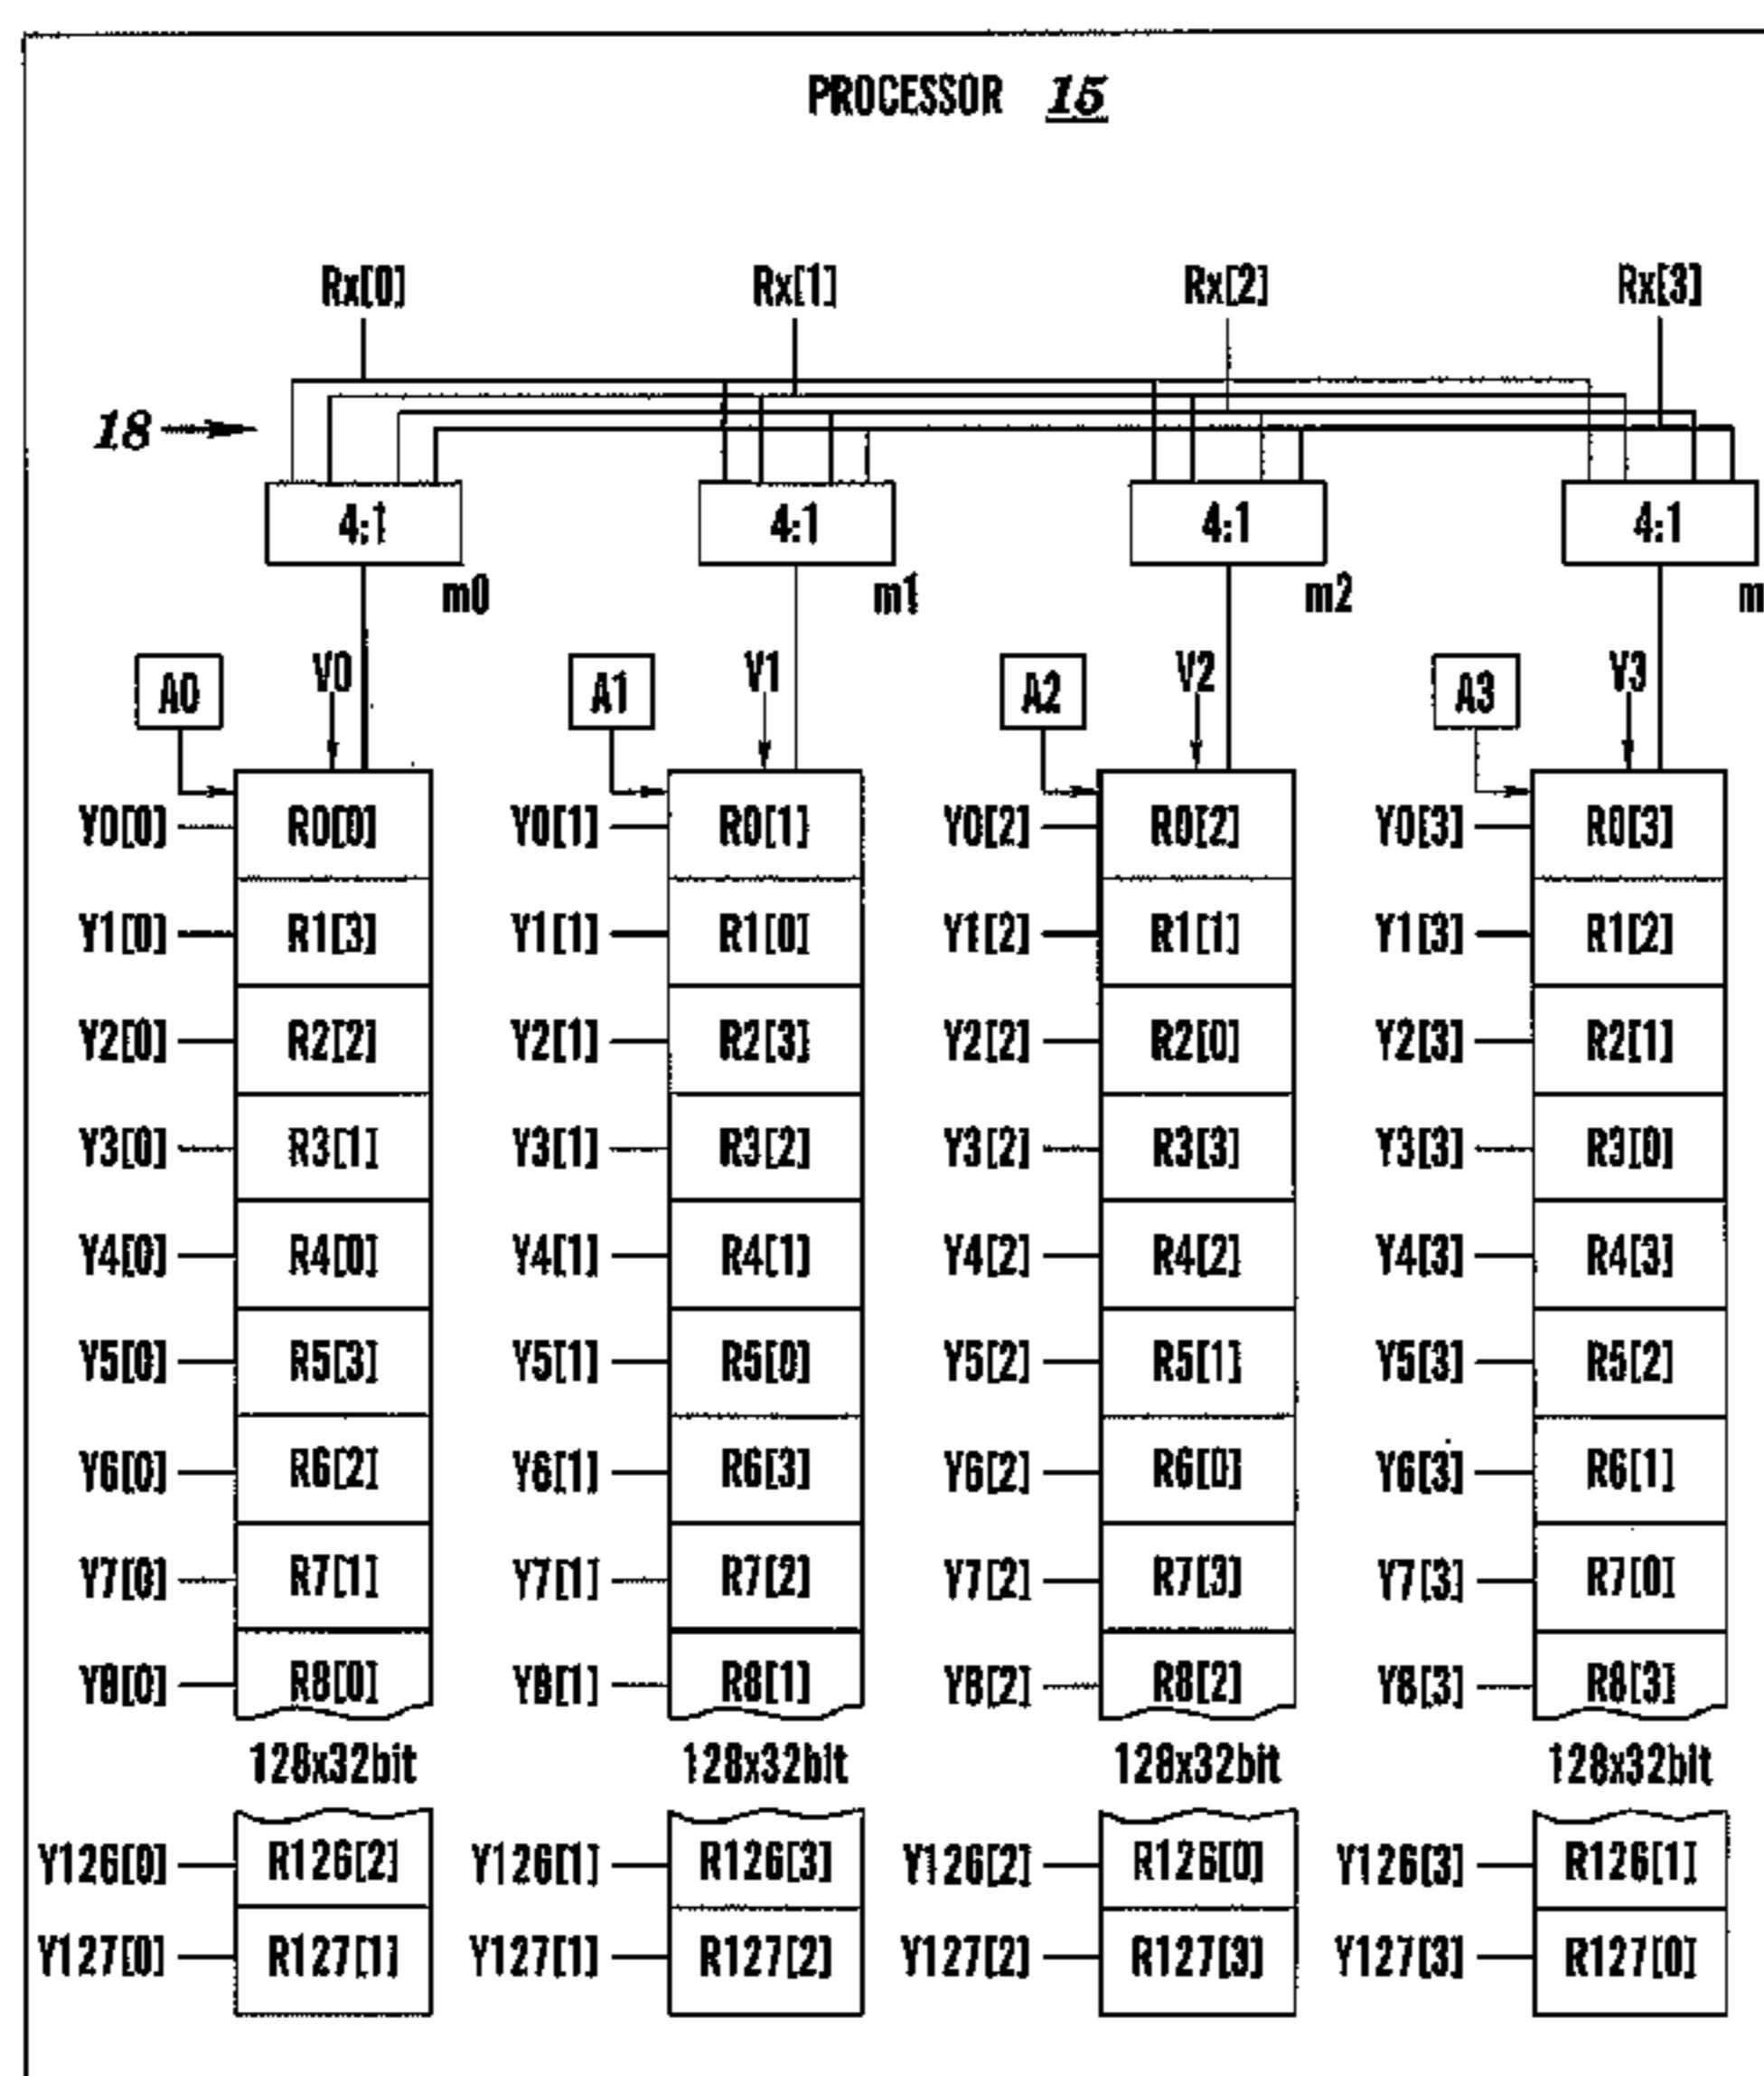 PROCESSOR 15
Rx[0] Rx[1] Rx[2] Rx[3]
18
4:1 4:1 4:1 4:1
m0 m1 m2 m
A0 V0 A1 V1 A2 V2 A3 V3
Y0[0] R0[0] Y0[1] R0[1] Y0[2] R0[2] Y0[3] R0[3]
Y1[0] R1[3] Y1[1] R1[0] Y1[2] R1[1] Y1[3] R1[2]
Y2[0] R2[2] Y2[1] R2[3] Y2[2] R2[0] Y2[3] R2[1]
Y3[0] R3[1] Y3[1] R3[2] Y3[2] R3[3] Y3[3] R3[0]
Y4[0] R4[0] Y4[1] R4[1] Y4[2] R4[2] Y4[3] R4[3]
Y5[0] R5[3] Y5[1] R5[0] Y5[2] R5[1] Y5[3] R5[2]
Y6[0] R6[2] Y6[1] R6[3] Y6[2] R6[0] Y6[3] R6[1]
Y7[0] R7[1] Y7[1] R7[2] Y7[2] R7[3] Y7[3] R7[0]
Y8[0] R8[0] Y8[1] R8[1] Y8[2] R8[2] Y8[3] R8[3]
128x32bit 128x32bit 128x32bit 128x32bit
Y126[0] R126[2] Y126[1] R126[3] Y126[2] R126[0] Y126[3] R126[1]
Y127[0] R127[1] Y127[1] R127[2] Y127[2] R127[3] Y127[3] R127[0]